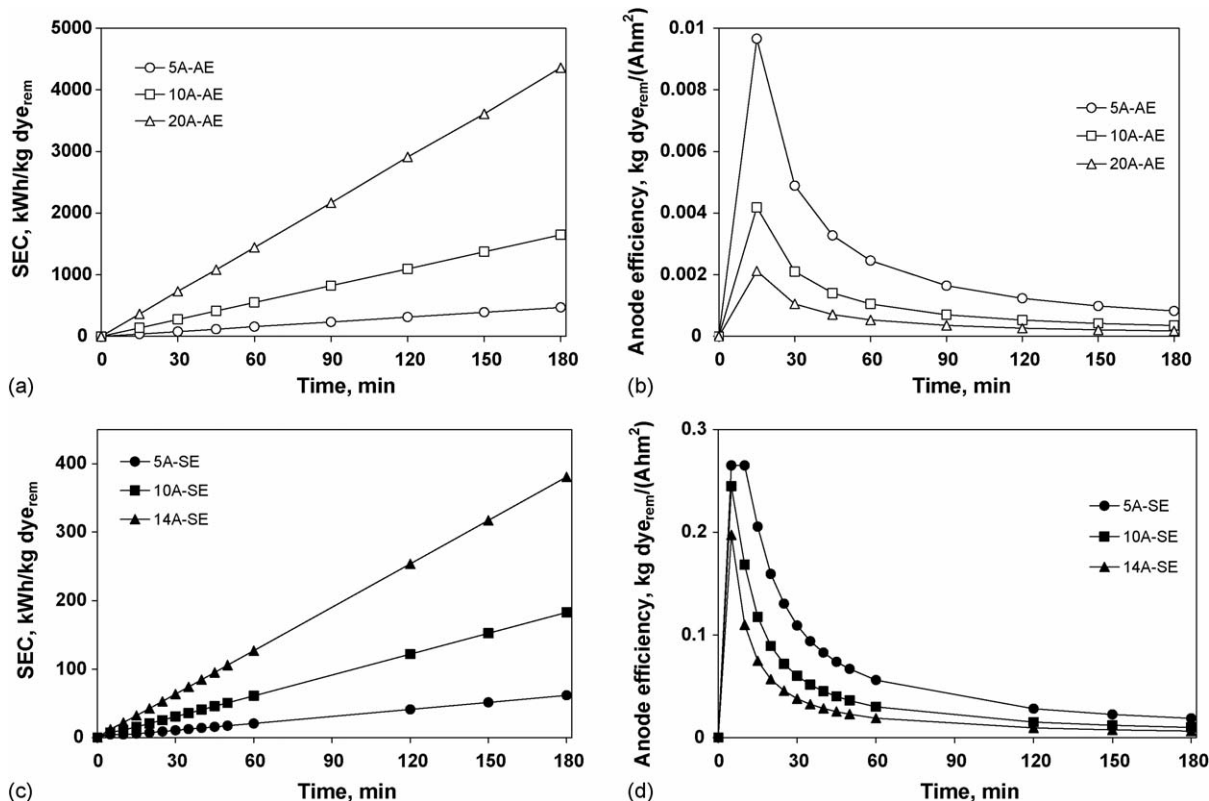 5000
4000
3000
2000
1000
0
SEC, kWh/kg dye_rem
5A-AE
10A-AE
20A-AE
0 30 60 90 120 150 180
Time, min
(a)
0.01
0.008
0.006
0.004
0.002
0
Anode efficiency, kg dye_rem/(Ahm²)
5A-AE
10A-AE
20A-AE
0 30 60 90 120 150 180
Time, min
(b)
400
300
200
100
0
SEC, kWh/kg dye_rem
5A-SE
10A-SE
14A-SE
0 30 60 90 120 150 180
Time, min
(c)
0.3
0.2
0.1
0
Anode efficiency, kg dye_rem/(Ahm²)
5A-SE
10A-SE
14A-SE
0 30 60 90 120 150 180
Time, min
(d)